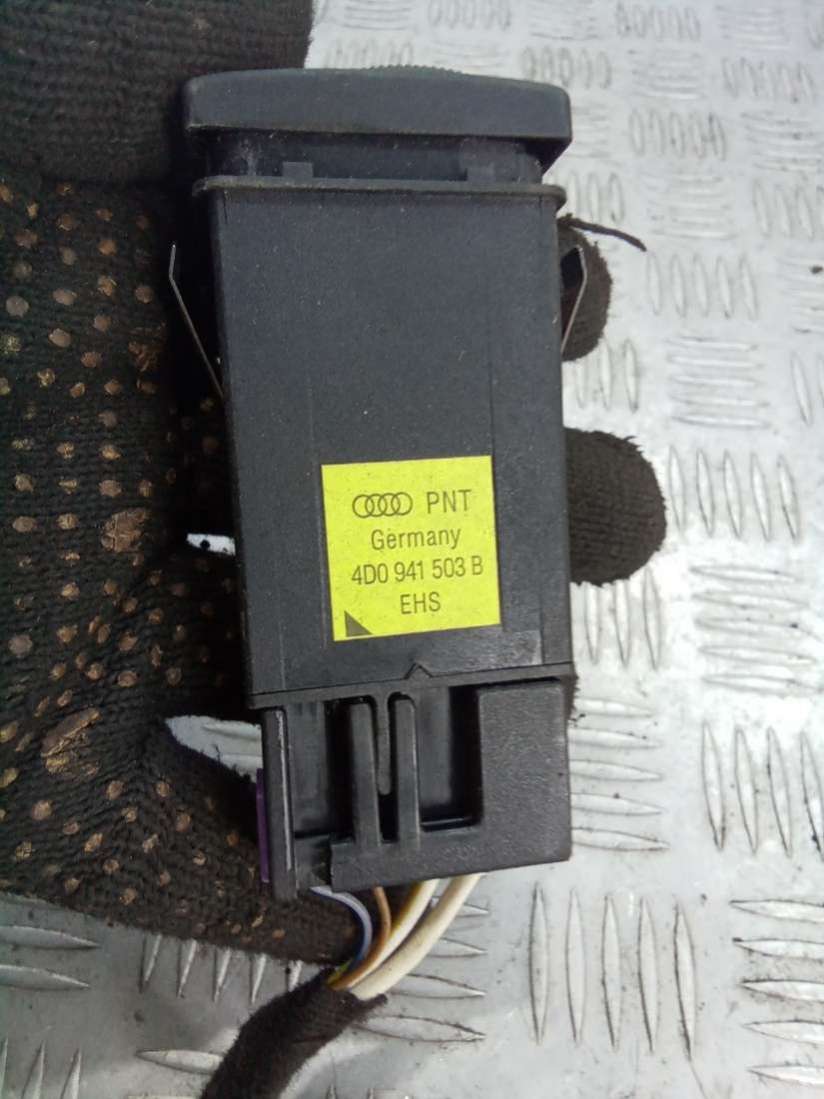 PNT
Germany
4D0 941 503 B
EHS